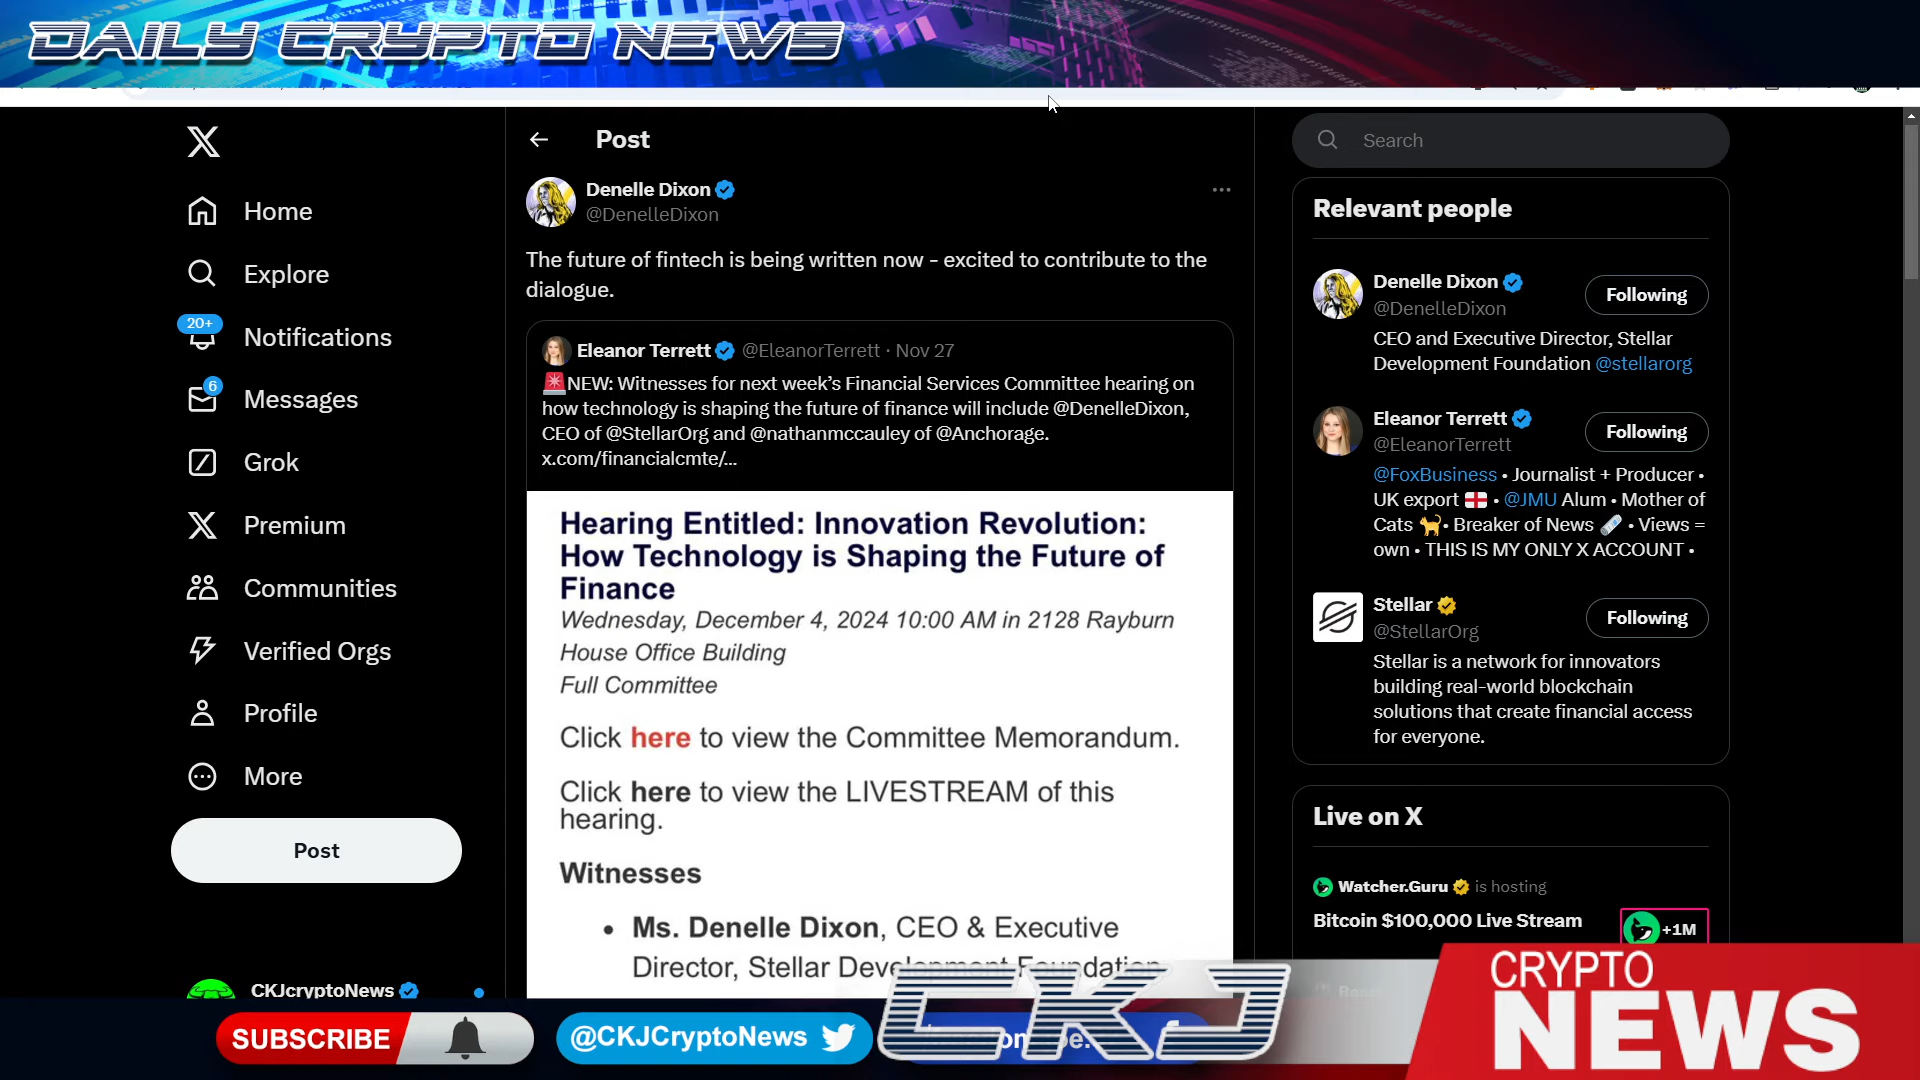 DAILY CRYPTO NEWS
Home
Explore
20+
Notifications
6
Messages
Grok
Premium
Communities
Verified Orgs
Profile
More
Post
CKJcryptoNews
Post
Denelle Dixon
@DenelleDixon
The future of fintech is being written now - excited to contribute to the
dialogue.
Eleanor Terrett @EleanorTerrett · Nov 27
🚨NEW: Witnesses for next week's Financial Services Committee hearing on
how technology is shaping the future of finance will include @DenelleDixon,
CEO of @StellarOrg and @nathanmccauley of @Anchorage.
x.com/financialcmte/...
Hearing Entitled: Innovation Revolution:
How Technology is Shaping the Future of
Finance
Wednesday, December 4, 2024 10:00 AM in 2128 Rayburn
House Office Building
Full Committee
Click here to view the Committee Memorandum.
Click here to view the LIVESTREAM of this
hearing.
Witnesses
• Ms. Denelle Dixon, CEO & Executive
Director, Stellar Development Foundation
Search
Relevant people
Denelle Dixon
@DenelleDixon
Following
CEO and Executive Director, Stellar
Development Foundation @stellarorg
Eleanor Terrett
@EleanorTerrett
Following
@FoxBusiness • Journalist + Producer •
UK export 🏴󠁧󠁢󠁥󠁮󠁧󠁿 • @JMU Alum • Mother of
Cats 🐈• Breaker of News 🗞️ • Views =
own • THIS IS MY ONLY X ACCOUNT •
Stellar
@StellarOrg
Following
Stellar is a network for innovators
building real-world blockchain
solutions that create financial access
for everyone.
Live on X
Watcher.Guru is hosting
Bitcoin $100,000 Live Stream
+1M
SUBSCRIBE
@CKJCryptoNews
CKJ
CRYPTO
NEWS